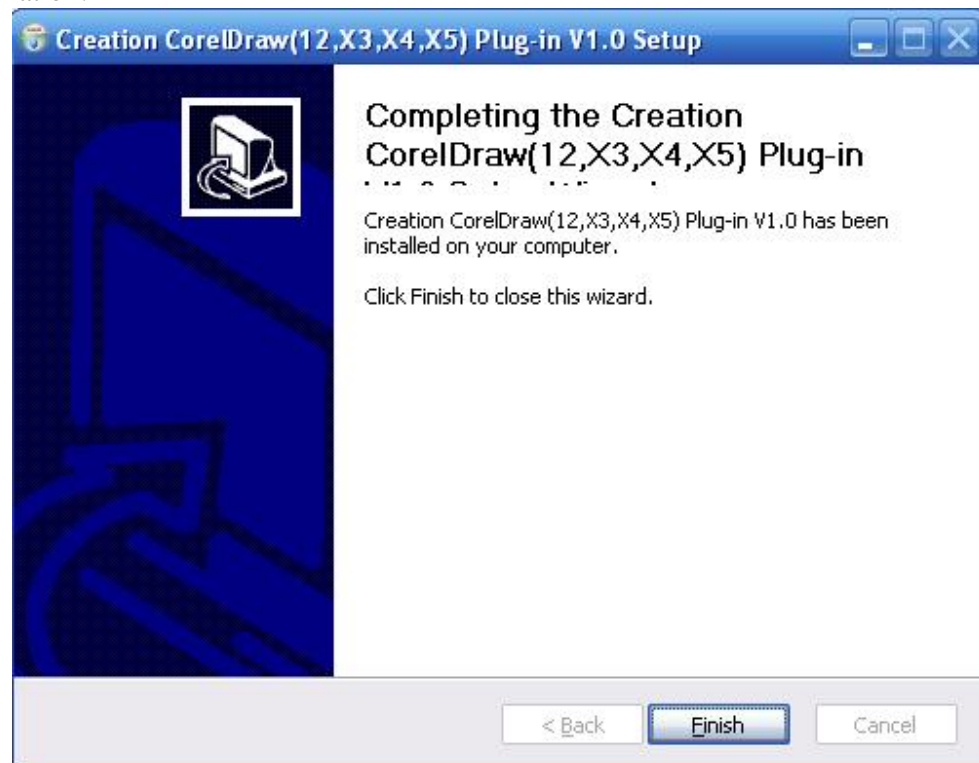 Creation CorelDraw(12,X3,X4,X5) Plug-in V1.0 Setup
Completing the Creation
CorelDraw(12,X3,X4,X5) Plug-in
Creation CorelDraw(12,X3,X4,X5) Plug-in V1.0 has been
installed on your computer.
Click Finish to close this wizard.
< Back
Finish
Cancel